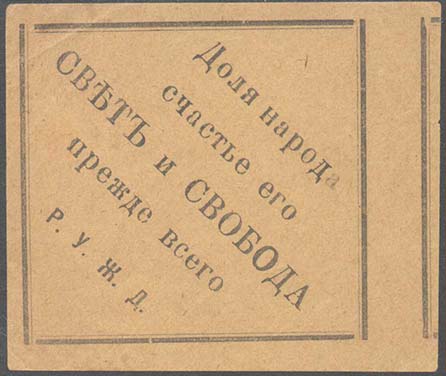 Доля народа
счастье его
СВѢТЪ и СВОБОДА
прежде всего
Р. У. Ж. Д.